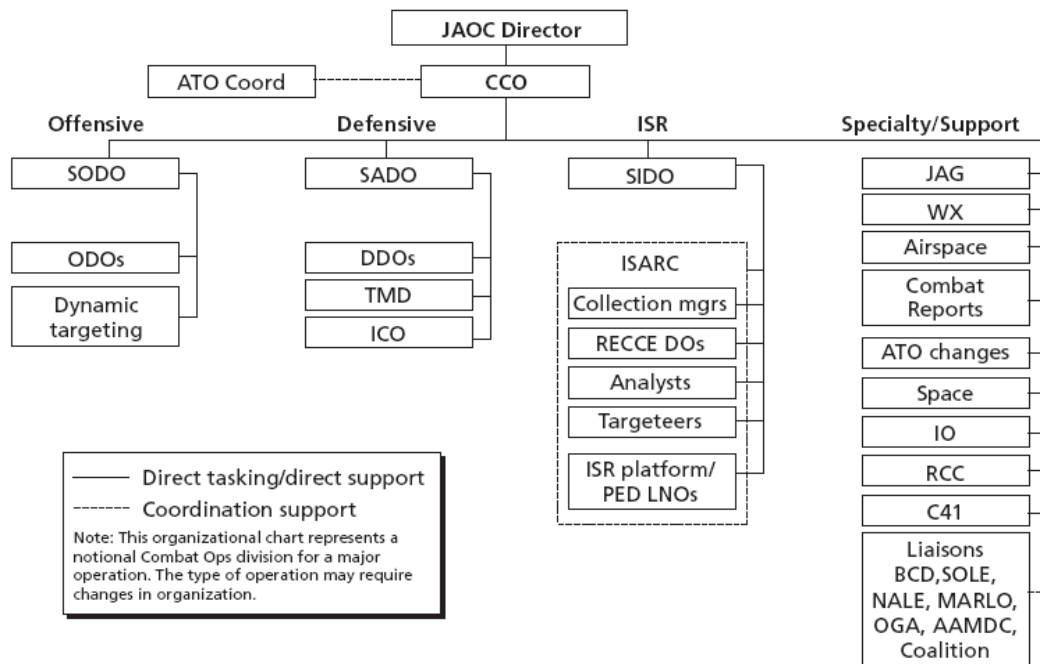 JAOC Director
ATO Coord
CCO
Offensive
Defensive
ISR
Specialty/Support
SODO
ODOs
Dynamic
targeting
SADO
DDOs
TMD
ICO
SIDO
ISARC
Collection mgrs
RECCE DOs
Analysts
Targeteers
ISR platform/
PED LNOs
JAG
WX
Airspace
Combat
Reports
ATO changes
Space
IO
RCC
C41
Liaisons
BCD,SOLE,
NALE, MARLO,
OGA, AAMDC,
Coalition
Direct tasking/direct support
Coordination support
Note: This organizational chart represents a
notional Combat Ops division for a major
operation. The type of operation may require
changes in organization.